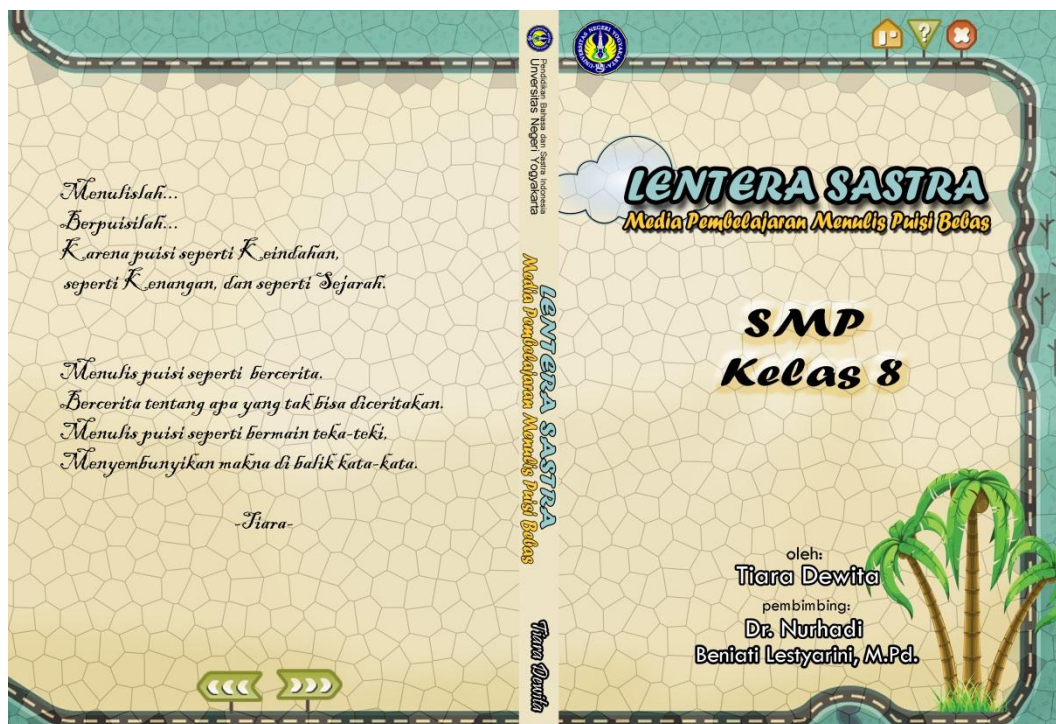 Menulislah...
Berpuisilah...
Karena puisi seperti Keindahan,
seperti Kenangan, dan seperti Sejarah.
Menulis puisi seperti bercerita.
Bercerita tentang apa yang tak bisa diceritakan.
Menulis puisi seperti bermain teka-teki,
Menyembunyikan makna di balik kata-kata.
-Tiara-
Pendidikan Bahasa dan Sastra Indonesia
Universitas Negeri Yogyakarta
LENTERA SASTRA
Media Pembelajaran Menulis Puisi Bebas
Tiara Dewita
UNIVERSITAS NEGERI YOGYAKARTA
?
LENTERA SASTRA
Media Pembelajaran Menulis Puisi Bebas
SMP
Kelas 8
oleh:
Tiara Dewita
pembimbing:
Dr. Nurhadi
Beniati Lestyarini, M.Pd.